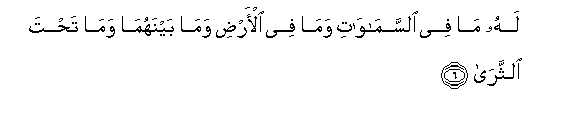 لَهُۥ مَا فِى ٱلسَّمَـٰوَٰتِ وَمَا فِى ٱلْأَرْضِ وَمَا بَيْنَهُمَا وَمَا تَحْتَ
ٱلثَّرَىٰ ۝٦